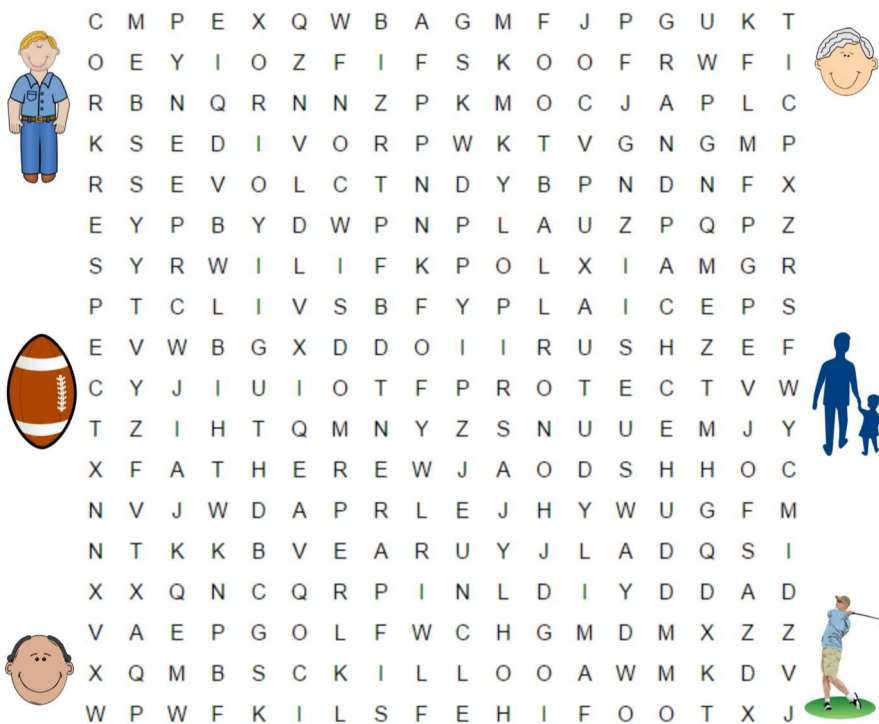 C M P E X Q W B A G M F J P G U K T
O E Y I O Z F I F S K O O F R W F I
R B N Q R N N Z P K M O C J A P L C
K S E D I V O R P W K T V G N G M P
R S E V O L C T N D Y B P N D N F X
E Y P B Y D W P N P L A U Z P Q P Z
S Y R W I L I F K P O L X I A M G R
P T C L I V S B F Y P L A I C E P S
E V W B G X D D O I I R U S H Z E F
C Y J I U I O T F P R O T E C T V W
T Z I H T Q M N Y Z S N U U E M J Y
X F A T H E R E W J A O D S H H O C
N V J W D A P R L E J H Y W U G F M
N T K K B V E A R U Y J L A D Q S I
X X Q N C Q R P I N L D I Y D D A D
V A E P G O L F W C H G M D M X Z Z
X Q M B S C K I L L O O A W M K D V
W P W F K I L S F E H I F O O T X J